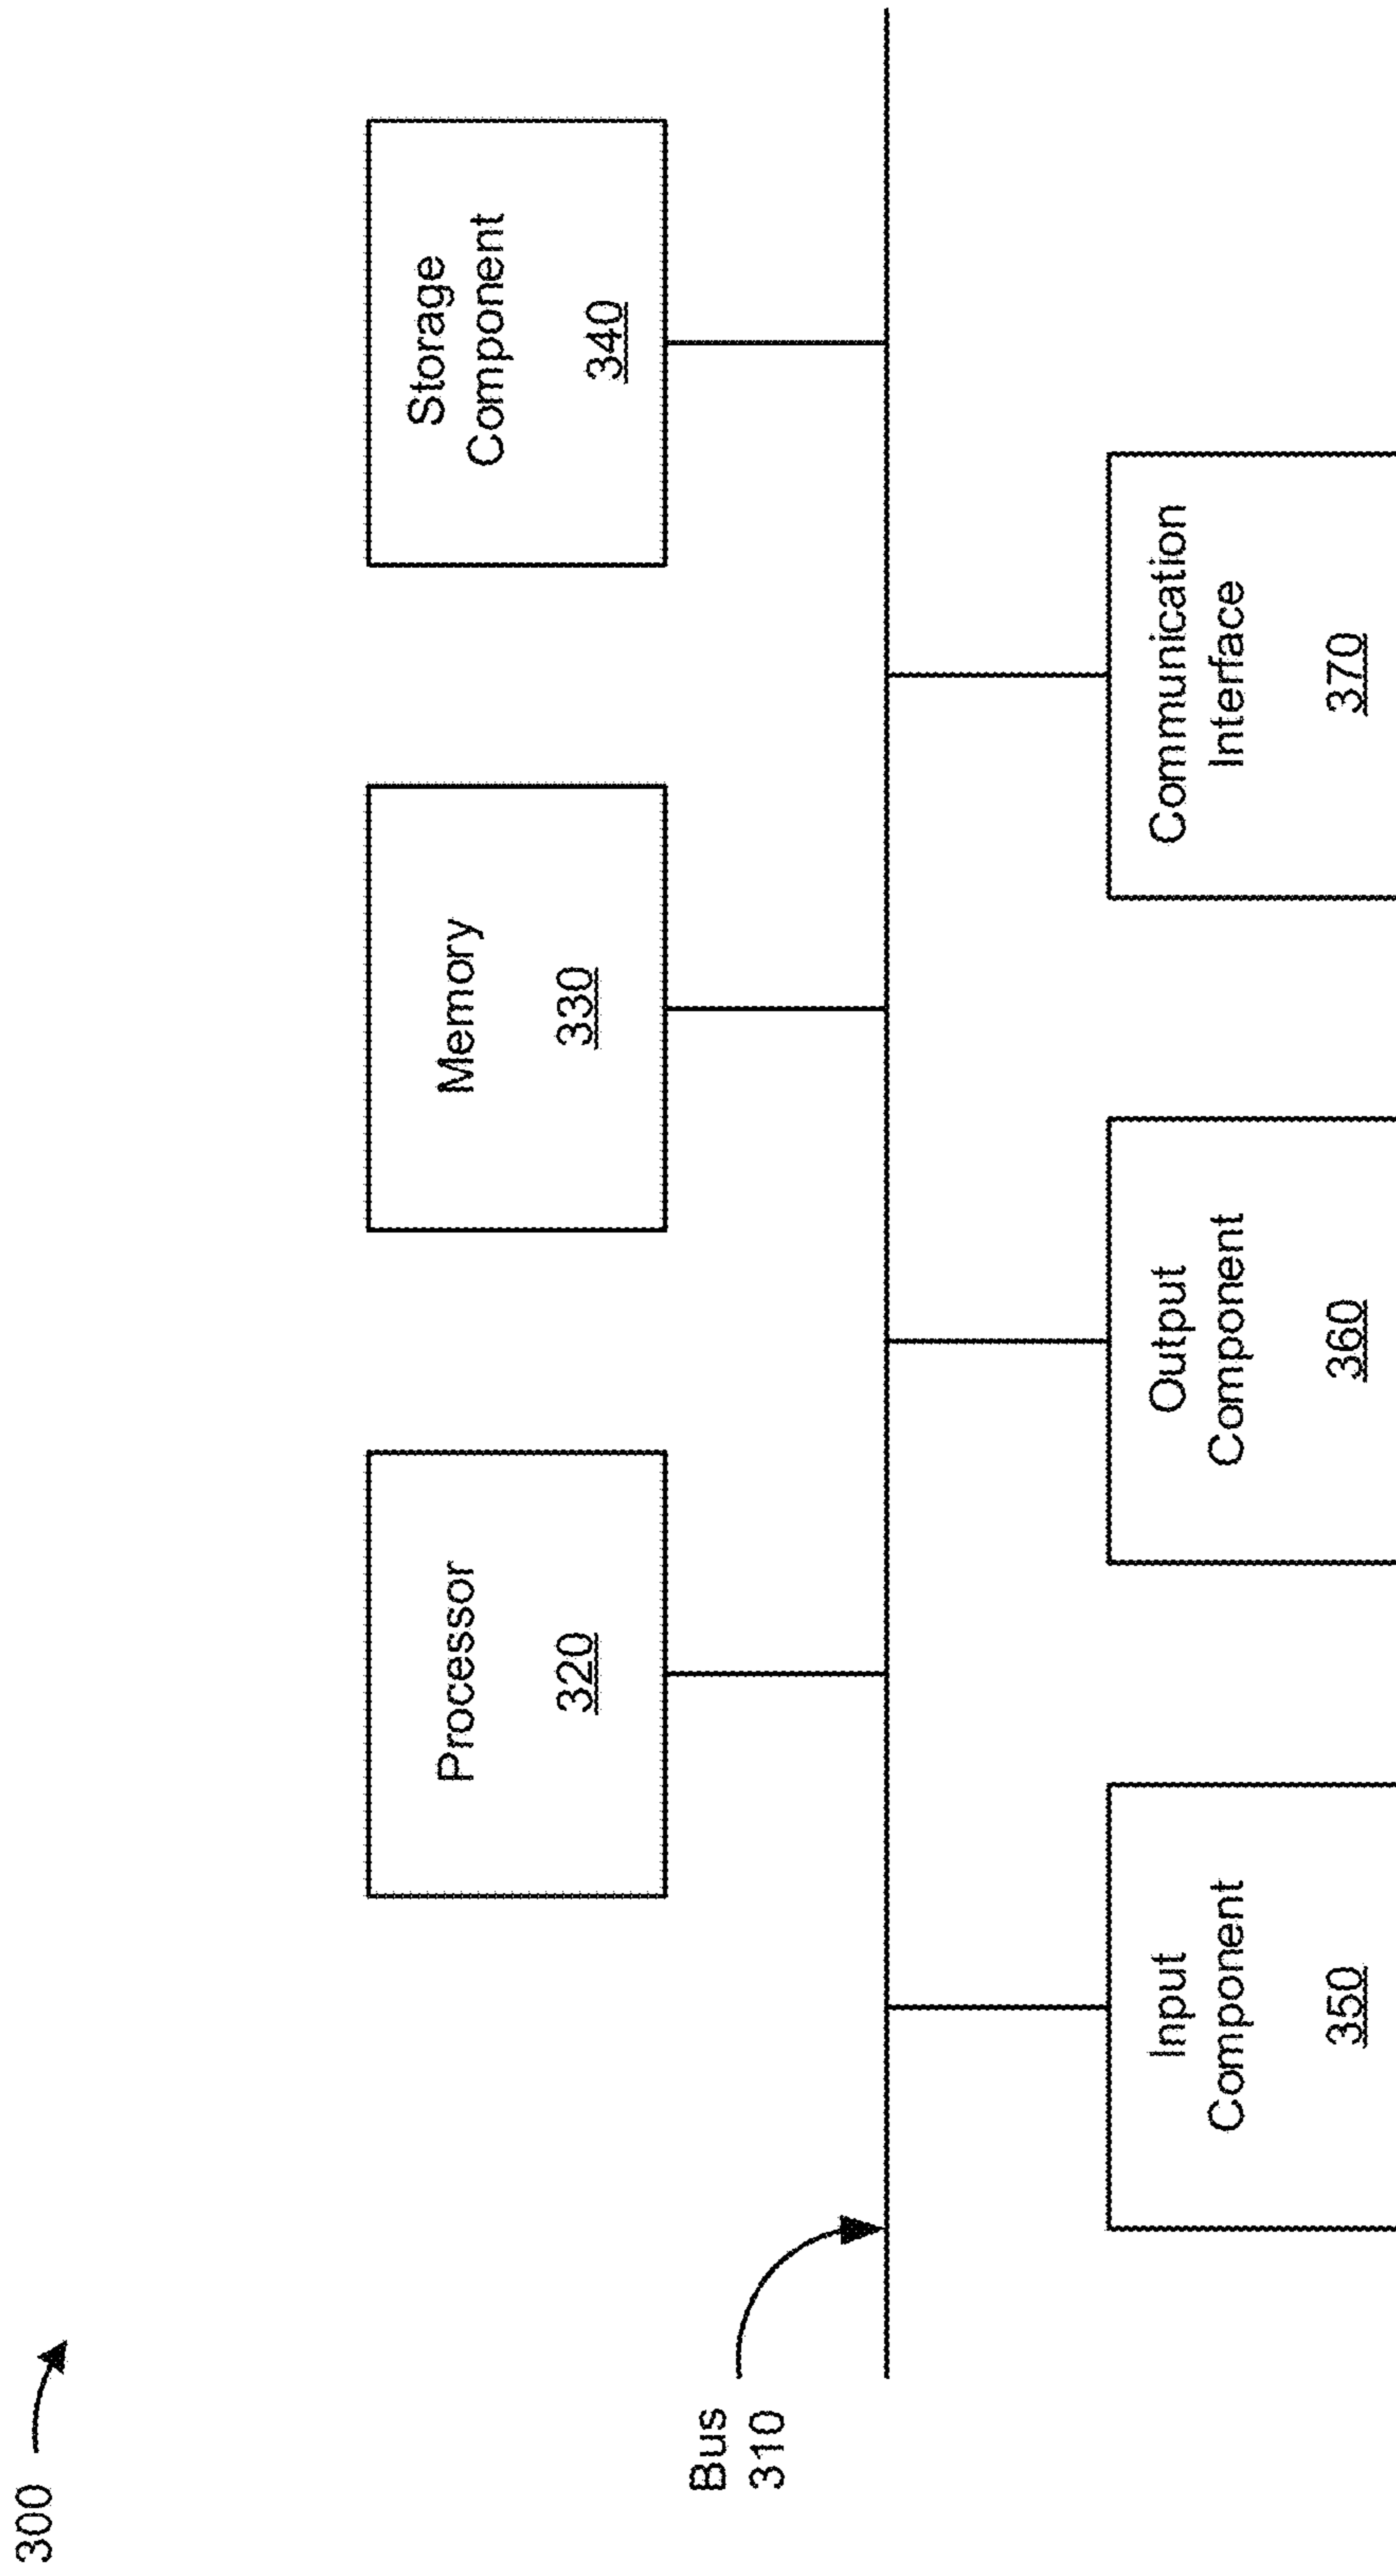 300
Processor
320
Memory
330
Storage
Component
340
Bus
310
Input
Component
350
Output
Component
360
Communication
Interface
370